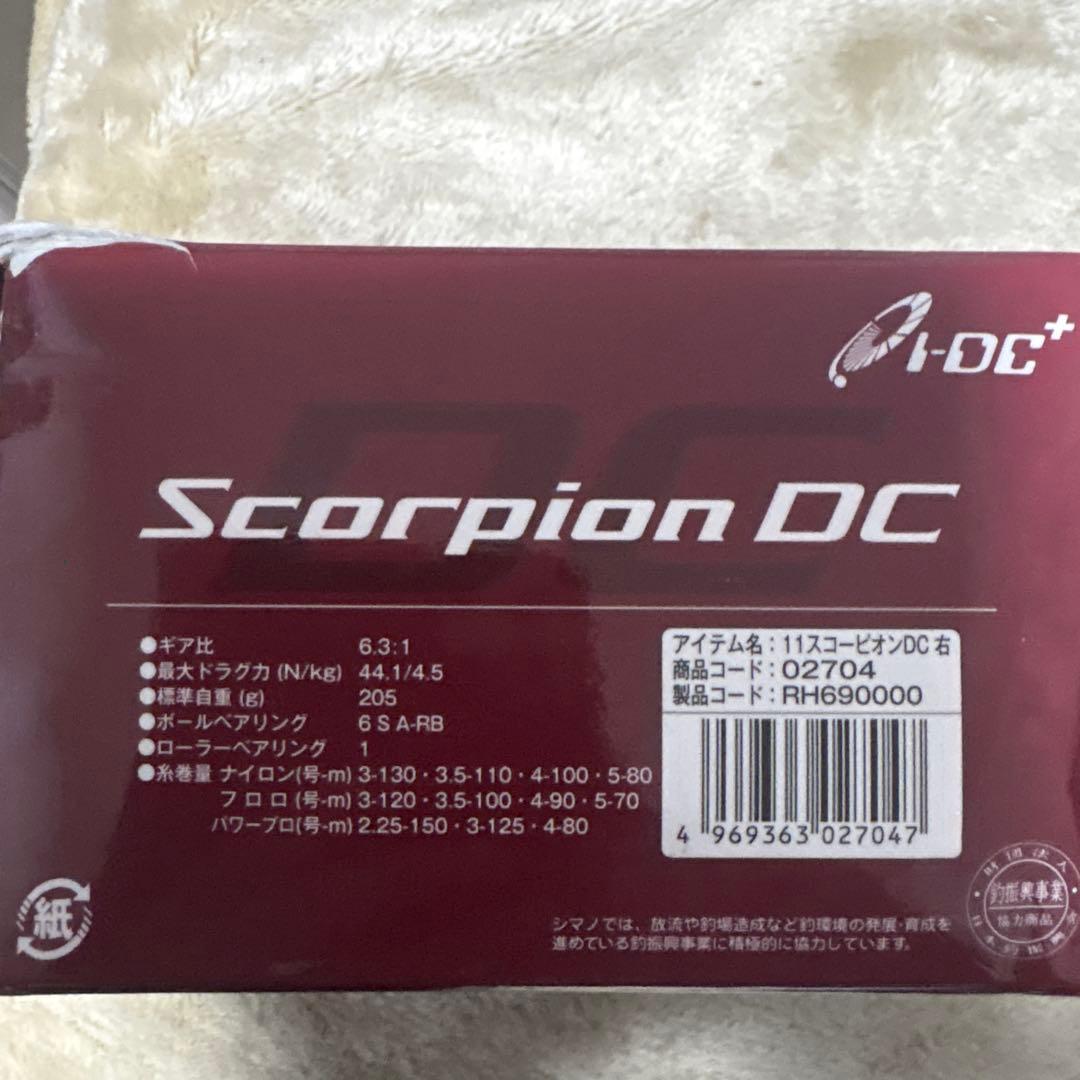 I-DC+
Scorpion DC
●ギア比 6.3:1
●最大ドラグ力 (N/kg) 44.1/4.5
●標準自重 (g) 205
●ボールベアリング 6 S A-RB
●ローラーベアリング 1
●糸巻量 ナイロン(号-m) 3-130・3.5-110・4-100・5-80
フロロ(号-m) 3-120・3.5-100・4-90・5-70
パワープロ(号-m) 2.25-150・3-125・4-80
アイテム名：11スコーピオンDC 右
商品コード：02704
製品コード：RH690000
4 969363 027047
紙
財団法人
釣振興事業
協力商品
シマノでは、放流や釣場造成など釣環境の発展・育成を
進めている釣振興事業に積極的に協力しています。